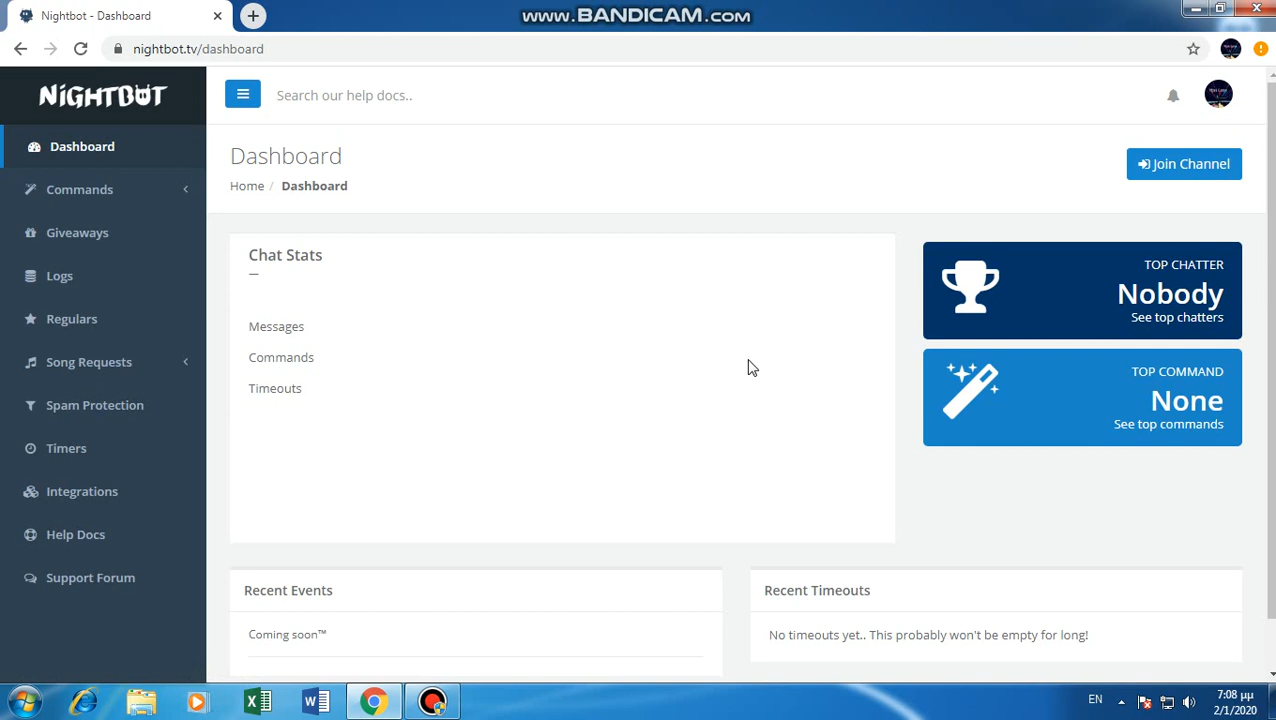 Nightbot - Dashboard
www.BANDICAM.com
nightbot.tv/dashboard
NIGHTBOT
Search our help docs..
Dashboard
Dashboard
Join Channel
Home / Dashboard
Commands
Giveaways
Logs
Regulars
Song Requests
Spam Protection
Timers
Integrations
Help Docs
Support Forum
Chat Stats
Messages
Commands
Timeouts
TOP CHATTER
Nobody
See top chatters
TOP COMMAND
None
See top commands
Recent Events
Coming soon™
Recent Timeouts
No timeouts yet.. This probably won't be empty for long!
EN
7:08 μμ
2/1/2020